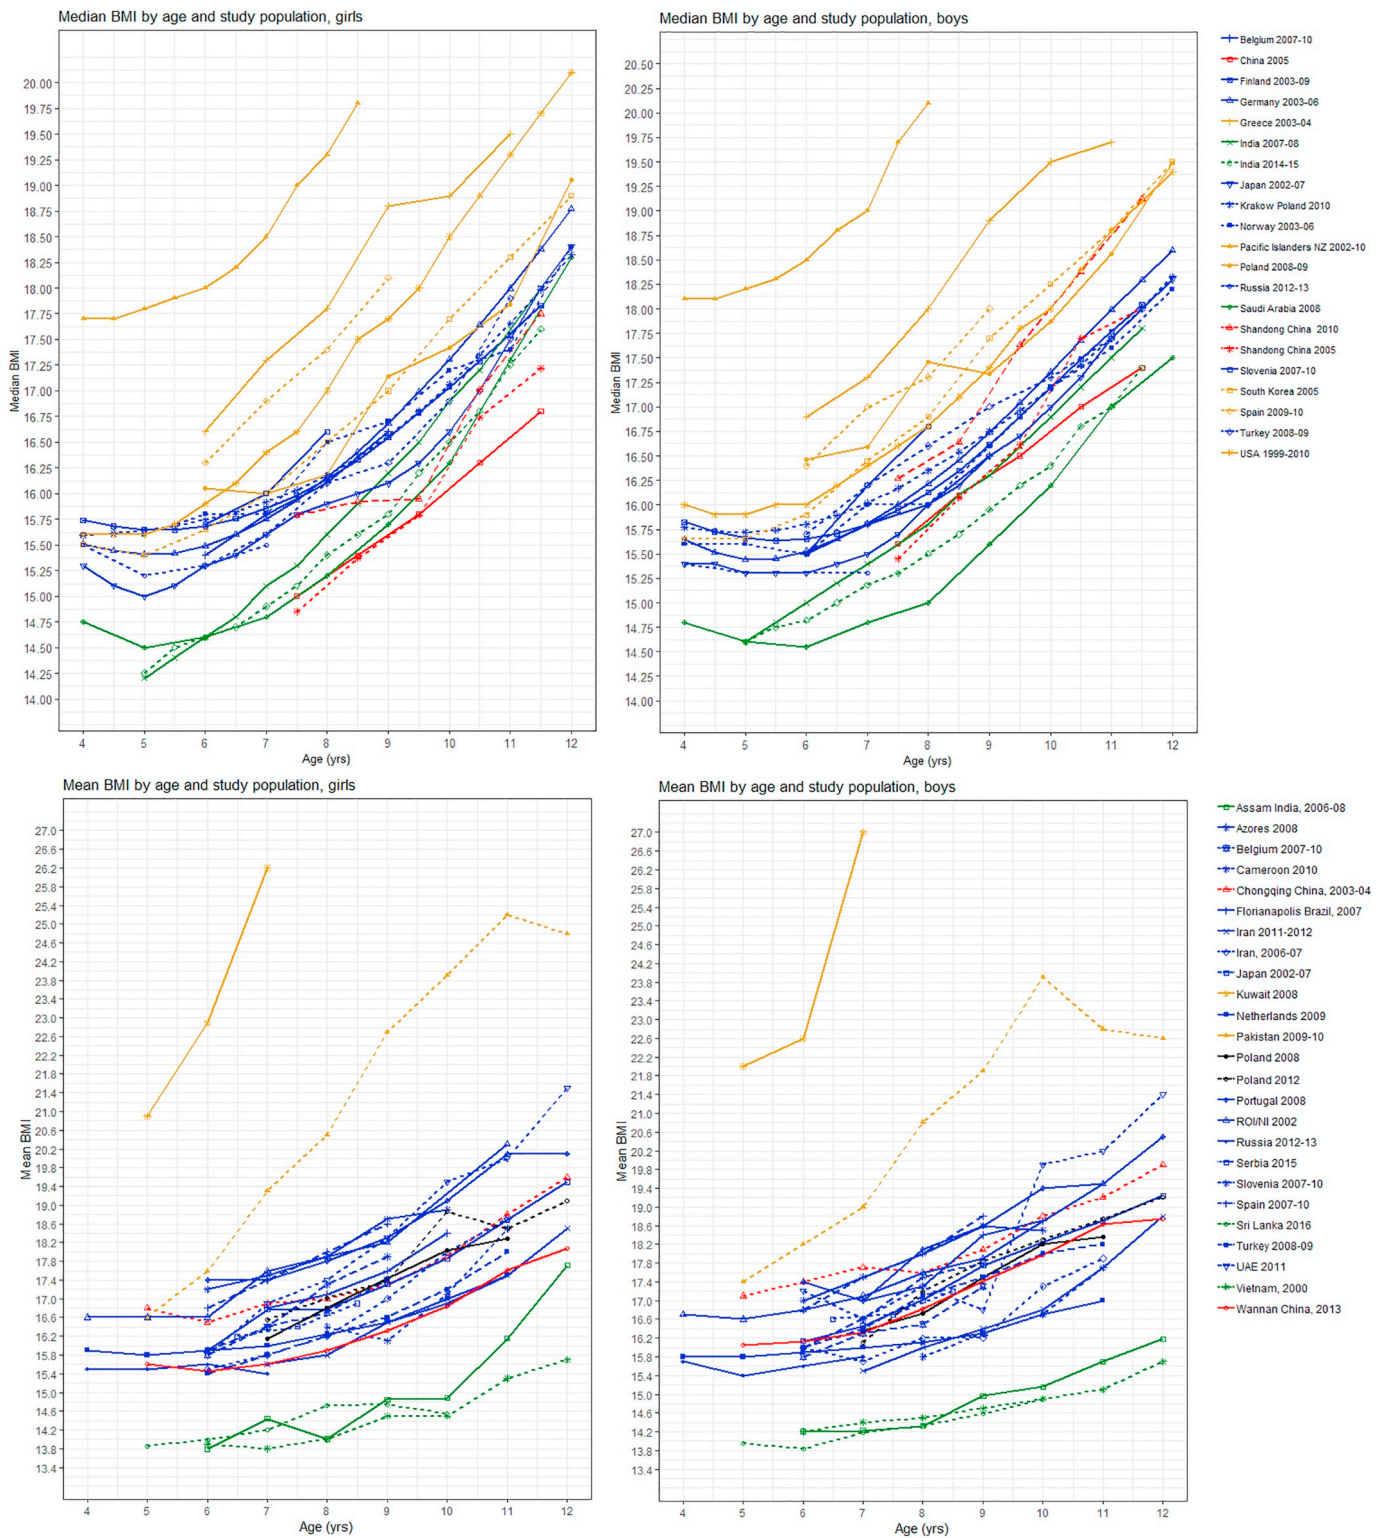 Median BMI by age and study population, girls
Median BMI
20.00
19.75
19.50
19.25
19.00
18.75
18.50
18.25
18.00
17.75
17.50
17.25
17.00
16.75
16.50
16.25
16.00
15.75
15.50
15.25
15.00
14.75
14.50
14.25
14.00
4 5 6 7 8 9 10 11 12
Age (yrs)
Median BMI by age and study population, boys
Median BMI
20.50
20.25
20.00
19.75
19.50
19.25
19.00
18.75
18.50
18.25
18.00
17.75
17.50
17.25
17.00
16.75
16.50
16.25
16.00
15.75
15.50
15.25
15.00
14.75
14.50
14.25
14.00
4 5 6 7 8 9 10 11 12
Age (yrs)
Belgium 2007-10
China 2005
Finland 2003-09
Germany 2003-06
Greece 2003-04
India 2007-08
India 2014-15
Japan 2002-07
Krakow Poland 2010
Norway 2003-06
Pacific Islanders NZ 2002-10
Poland 2008-09
Russia 2012-13
Saudi Arabia 2008
Shandong China 2010
Shandong China 2005
Slovenia 2007-10
South Korea 2005
Spain 2009-10
Turkey 2008-09
USA 1999-2010
Mean BMI by age and study population, girls
Mean BMI
27.0
26.6
26.2
25.8
25.4
25.0
24.6
24.2
23.8
23.4
23.0
22.6
22.2
21.8
21.4
21.0
20.6
20.2
19.8
19.4
19.0
18.6
18.2
17.8
17.4
17.0
16.6
16.2
15.8
15.4
15.0
14.6
14.2
13.8
13.4
4 5 6 7 8 9 10 11 12
Age (yrs)
Mean BMI by age and study population, boys
Mean BMI
27.0
26.6
26.2
25.8
25.4
25.0
24.6
24.2
23.8
23.4
23.0
22.6
22.2
21.8
21.4
21.0
20.6
20.2
19.8
19.4
19.0
18.6
18.2
17.8
17.4
17.0
16.6
16.2
15.8
15.4
15.0
14.6
14.2
13.8
13.4
4 5 6 7 8 9 10 11 12
Age (yrs)
Assam India, 2006-08
Azores 2008
Belgium 2007-10
Cameroon 2010
Chongqing China, 2003-04
Florianapolis Brazil, 2007
Iran 2011-2012
Iran, 2006-07
Japan 2002-07
Kuwait 2008
Netherlands 2009
Pakistan 2009-10
Poland 2008
Poland 2012
Portugal 2008
ROI/NI 2002
Russia 2012-13
Serbia 2015
Slovenia 2007-10
Spain 2007-10
Sri Lanka 2016
Turkey 2008-09
UAE 2011
Vietnam, 2000
Wannan China, 2013